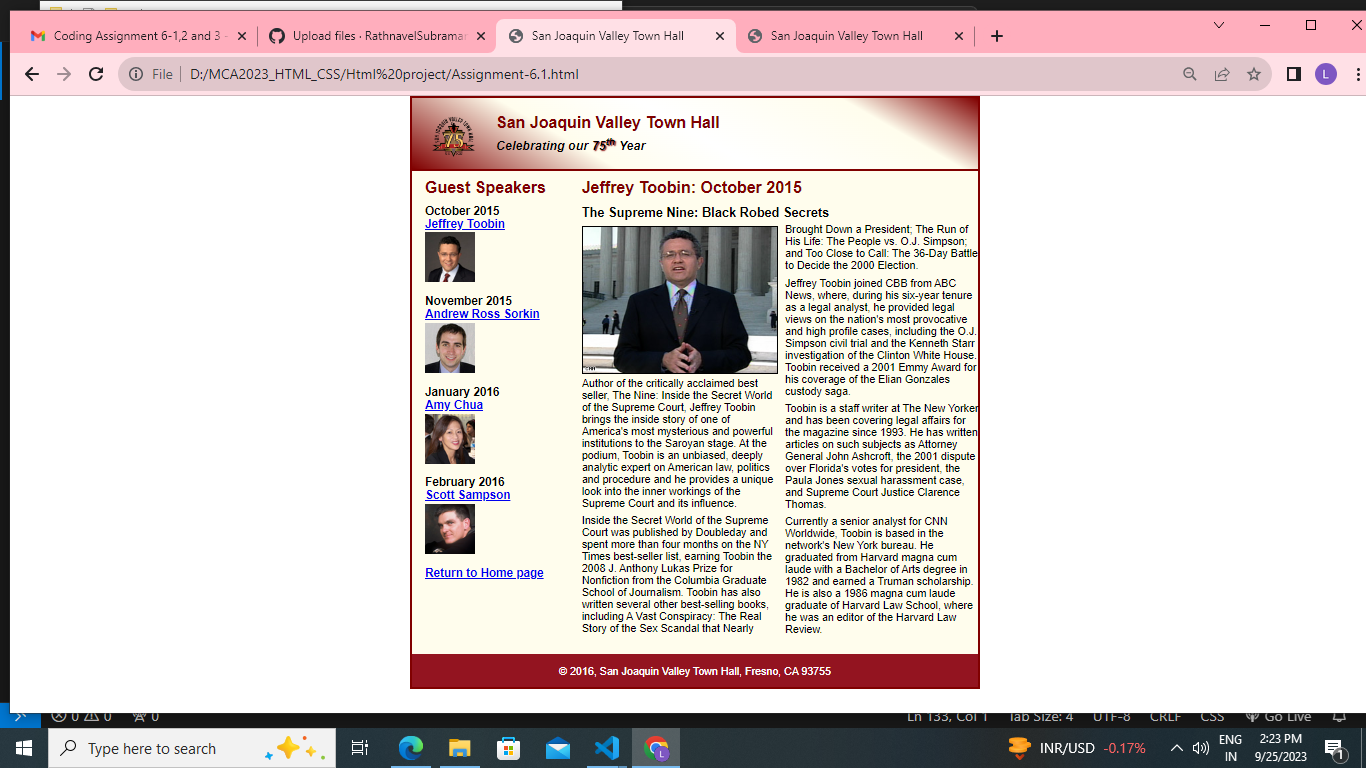 Coding Assignment 6-1,2 and 3 -
Upload files · RathnavelSubramar
San Joaquin Valley Town Hall
San Joaquin Valley Town Hall
File
D:/MCA2023_HTML_CSS/Html%20project/Assignment-6.1.html
L
75
San Joaquin Valley Town Hall
Celebrating our 75th Year
Guest Speakers
October 2015
Jeffrey Toobin
November 2015
Andrew Ross Sorkin
January 2016
Amy Chua
February 2016
Scott Sampson
Return to Home page
Jeffrey Toobin: October 2015
The Supreme Nine: Black Robed Secrets
Author of the critically acclaimed best
seller, The Nine: Inside the Secret World
of the Supreme Court, Jeffrey Toobin
brings the inside story of one of
America's most mysterious and powerful
institutions to the Saroyan stage. At the
podium, Toobin is an unbiased, deeply
analytic expert on American law, politics
and procedure and he provides a unique
look into the inner workings of the
Supreme Court and its influence.
Inside the Secret World of the Supreme
Court was published by Doubleday and
spent more than four months on the NY
Times best-seller list, earning Toobin the
2008 J. Anthony Lukas Prize for
Nonfiction from the Columbia Graduate
School of Journalism. Toobin has also
written several other best-selling books,
including A Vast Conspiracy: The Real
Story of the Sex Scandal that Nearly
Brought Down a President; The Run of
His Life: The People vs. O.J. Simpson;
and Too Close to Call: The 36-Day Battle
to Decide the 2000 Election.
Jeffrey Toobin joined CBB from ABC
News, where, during his six-year tenure
as a legal analyst, he provided legal
views on the nation's most provocative
and high profile cases, including the O.J.
Simpson civil trial and the Kenneth Starr
investigation of the Clinton White House.
Toobin received a 2001 Emmy Award for
his coverage of the Elian Gonzales
custody saga.
Toobin is a staff writer at The New Yorker
and has been covering legal affairs for
the magazine since 1993. He has written
articles on such subjects as Attorney
General John Ashcroft, the 2001 dispute
over Florida's votes for president, the
Paula Jones sexual harassment case,
and Supreme Court Justice Clarence
Thomas.
Currently a senior analyst for CNN
Worldwide, Toobin is based in the
network's New York bureau. He
graduated from Harvard magna cum
laude with a Bachelor of Arts degree in
1982 and earned a Truman scholarship.
He is also a 1986 magna cum laude
graduate of Harvard Law School, where
he was an editor of the Harvard Law
Review.
© 2016, San Joaquin Valley Town Hall, Fresno, CA 93755
0 0 0
Ln 133, Col 1 Tab Size: 4 UTF-8 CRLF CSS Go Live
Type here to search
INR/USD -0.17%
ENG
IN
2:23 PM
9/25/2023
1